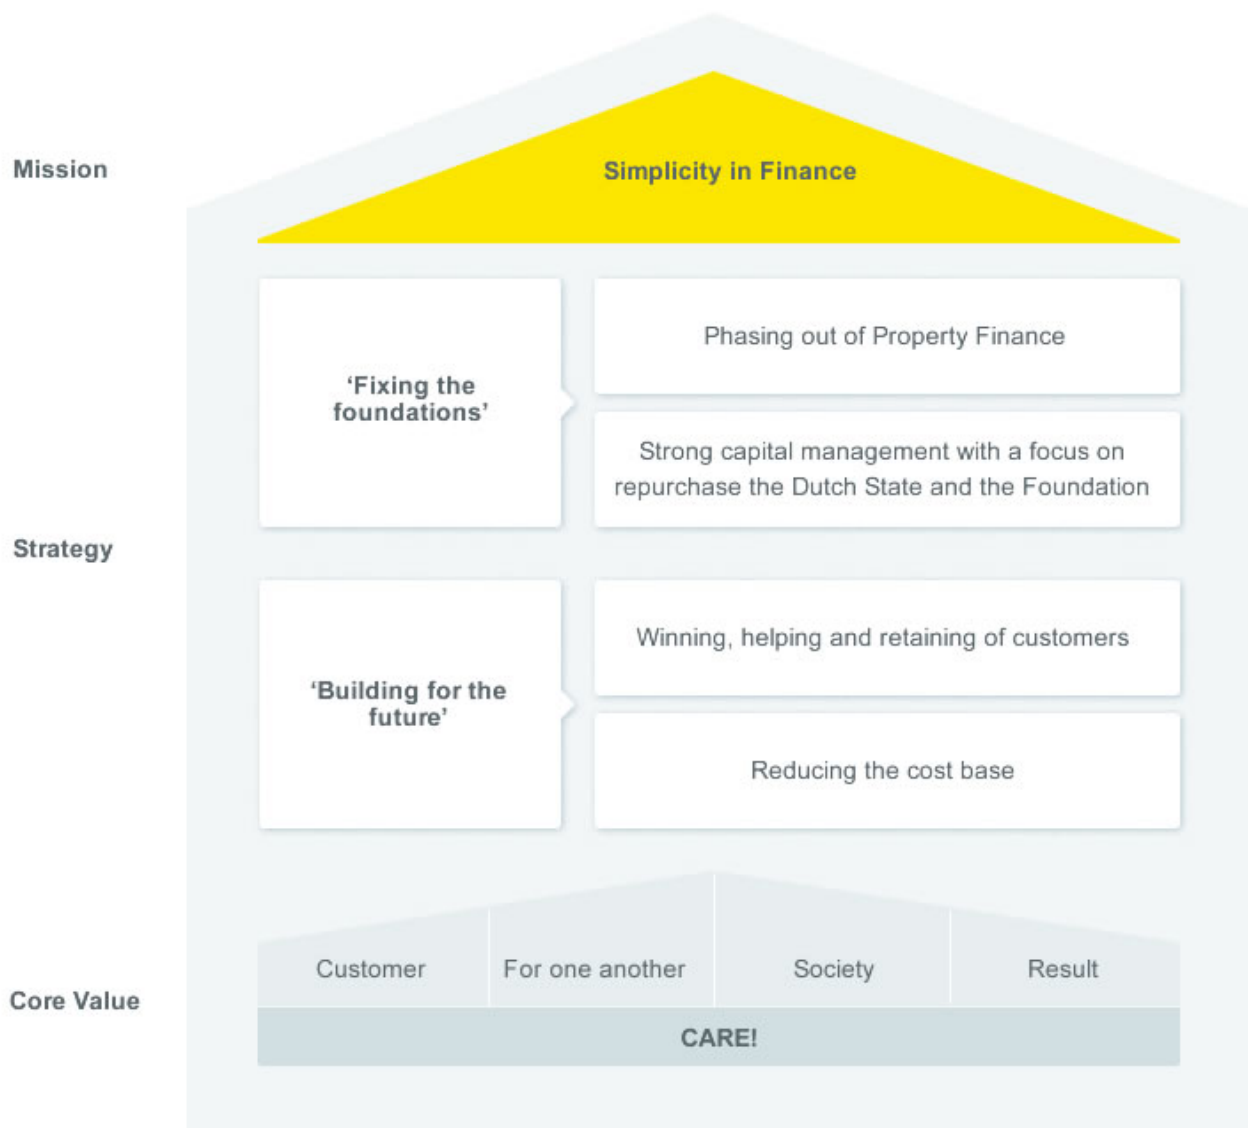 Mission
Simplicity in Finance
Strategy
‘Fixing the
foundations’
Phasing out of Property Finance
Strong capital management with a focus on
repurchase the Dutch State and the Foundation
‘Building for the
future’
Winning, helping and retaining of customers
Reducing the cost base
Core Value
Customer
For one another
Society
Result
CARE!